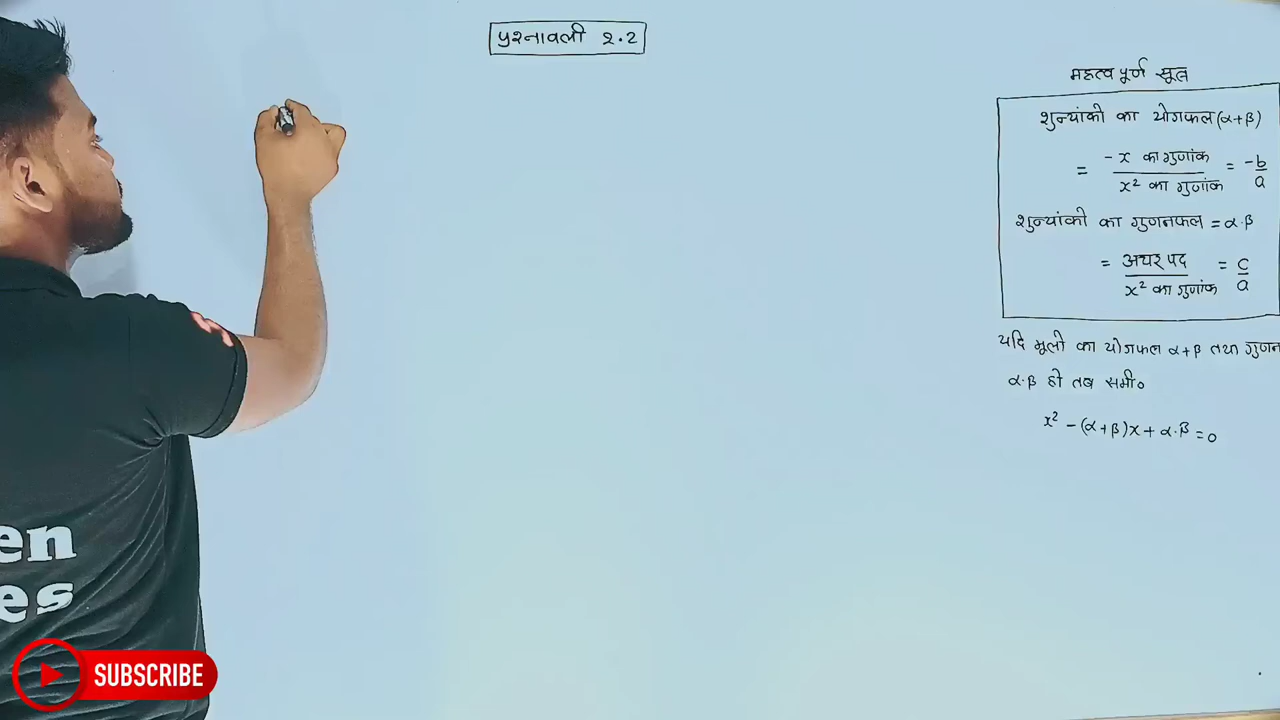 प्रश्नावली 2.2
महत्वपूर्ण सूत्र
शुन्यांको का योगफल (α+β)
= -x का गुणांक / x² का गुणांक = -b/a
शुन्यांको का गुणनफल = α.β
= अचर पद / x² का गुणांक = c/a
यदि मूलो का योगफल α+β तथा गुणन
α.β हो तब समी०
x² - (α+β)x + α.β = 0
en
es
SUBSCRIBE